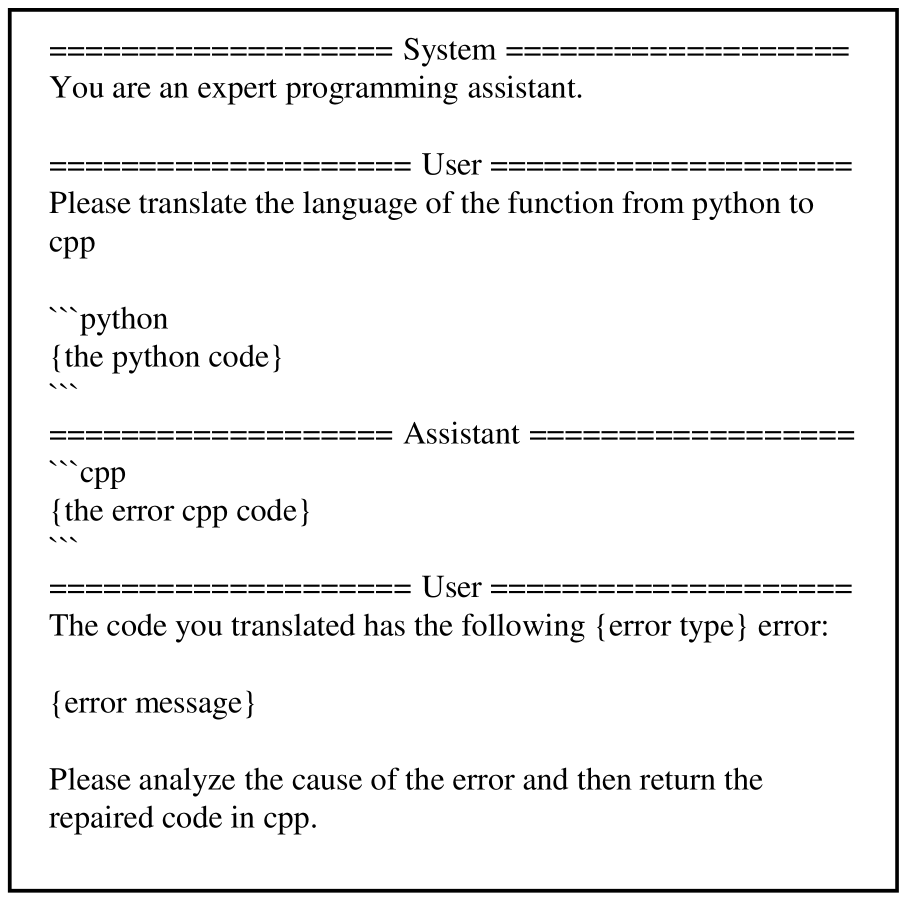 =================== System ===================
You are an expert programming assistant.
==================== User ====================
Please translate the language of the function from python to
cpp
```python
{the python code}
```
=================== Assistant ==================
```cpp
{the error cpp code}
```
==================== User ====================
The code you translated has the following {error type} error:
{error message}
Please analyze the cause of the error and then return the
repaired code in cpp.